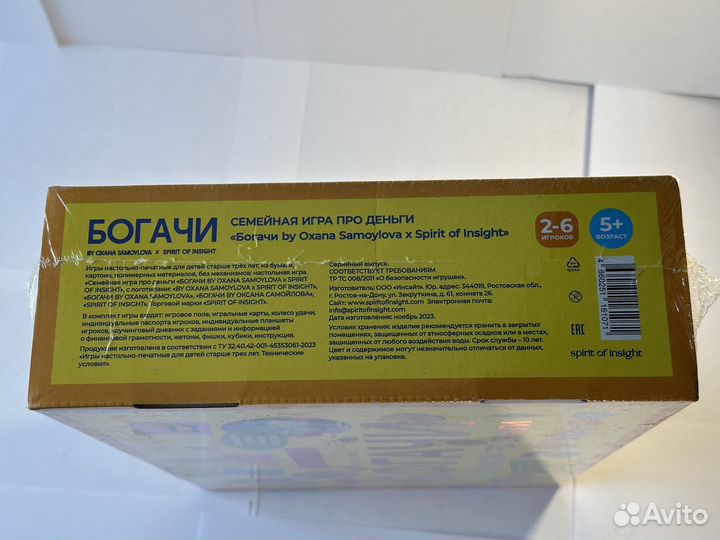 БОГАЧИ
BY OXANA SAMOYLOVA X SPIRIT OF INSIGHT
СЕМЕЙНАЯ ИГРА ПРО ДЕНЬГИ
«Богачи by Oxana Samoylova x Spirit of Insight»
2-6
ИГРОКОВ
5+
ВОЗРАСТ
Игры настольно-печатные для детей старше трёх лет, из бумаги,
картона, полимерных материалов, без механизмов: настольная игра
«Семейная игра про деньги «БОГАЧИ BY OXANA SAMOYLOVA X SPIRIT
OF INSIGHT», с логотипами: «BY OXANA SAMOYLOVA X SPIRIT OF INSIGHT»,
«БОГАЧИ BY OXANA SAMOYLOVA», «БОГАЧИ BY ОКСАНА САМОЙЛОВА»,
«SPIRIT OF INSIGHT», торговой марки «SPIRIT OF INSIGHT».
В комплект игры входят: игровое поле, игральные карты, колесо удачи,
индивидуальные паспорта игроков, индивидуальные планшеты
игроков, коучинговый дневник с заданиями и информацией
о финансовой грамотности, жетоны, фишки, кубики, инструкция.
Продукция изготовлена в соответствии с ТУ 32.40.42-001-45353061-2023
«Игры настольно-печатные для детей старше трех лет. Технические
условия».
Серийный выпуск.
СООТВЕТСТВУЕТ ТРЕБОВАНИЯМ
ТР ТС 008/2011 «О безопасности игрушек».
Изготовитель: ООО «Инсайт». Юр. адрес: 344019, Ростовская обл.,
г. Ростов-на-Дону, ул. Закруткина, д. 61, комната 26.
Сайт: www.spiritofinsight.com Электронная почта:
info@spiritofinsight.com
Дата изготовления: ноябрь 2023.
Условия хранения: изделие рекомендуется хранить в закрытых
помещениях, защищенных от атмосферных осадков или в местах,
защищенных от любого воздействия воды. Срок службы – 10 лет.
Цвет и содержимое могут незначительно отличаться от данных,
указанных на упаковке.
EAC
spirit of insight
Avito